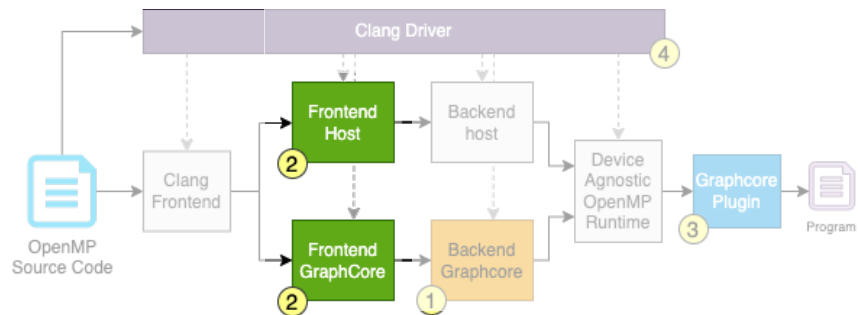 Clang Driver
4
Frontend
Host
2
Backend
host
Clang
Frontend
Device
Agnostic
OpenMP
Runtime
Graphcore
Plugin
3
Program
OpenMP
Source Code
Frontend
GraphCore
2
Backend
Graphcore
1